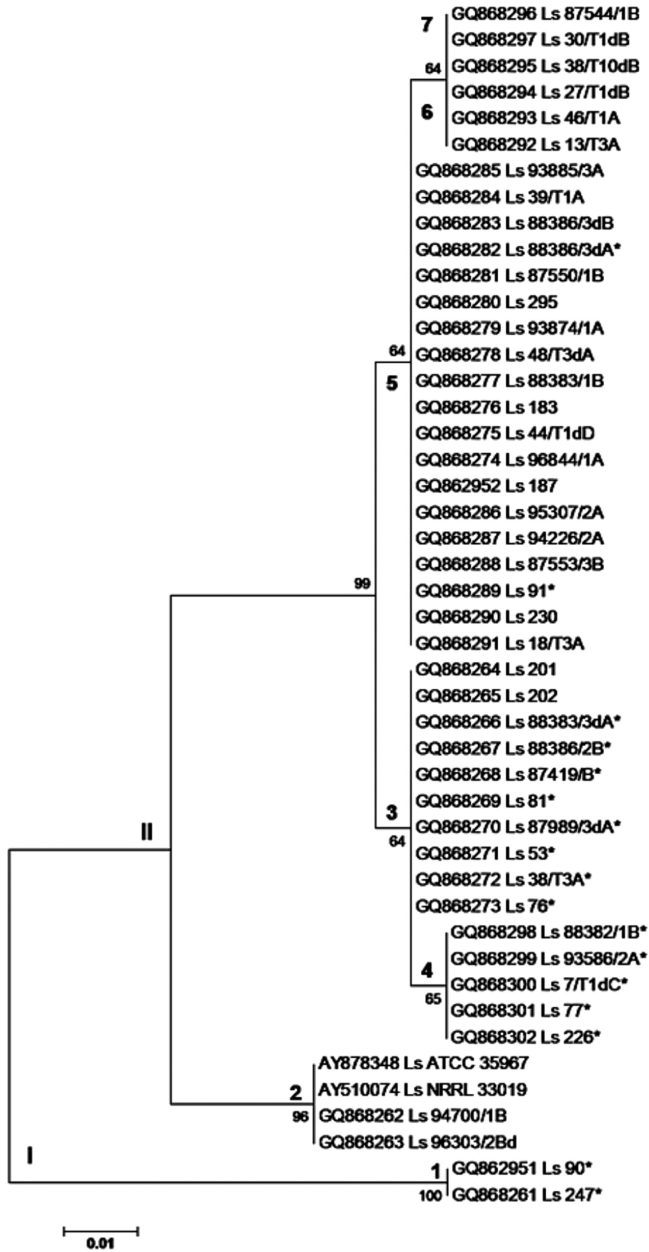 7
GQ868296 Ls 87544/1B
GQ868297 Ls 30/T1dB
64
GQ868295 Ls 38/T10dB
GQ868294 Ls 27/T1dB
6
GQ868293 Ls 46/T1A
GQ868292 Ls 13/T3A
GQ868285 Ls 93885/3A
GQ868284 Ls 39/T1A
GQ868283 Ls 88386/3dB
GQ868282 Ls 88386/3dA*
GQ868281 Ls 87550/1B
GQ868280 Ls 295
GQ868279 Ls 93874/1A
64
GQ868278 Ls 48/T3dA
5
GQ868277 Ls 88383/1B
GQ868276 Ls 183
GQ868275 Ls 44/T1dD
GQ868274 Ls 96844/1A
GQ862952 Ls 187
GQ868286 Ls 95307/2A
GQ868287 Ls 94226/2A
GQ868288 Ls 87553/3B
99
GQ868289 Ls 91*
GQ868290 Ls 230
GQ868291 Ls 18/T3A
GQ868264 Ls 201
GQ868265 Ls 202
GQ868266 Ls 88383/3dA*
GQ868267 Ls 88386/2B*
GQ868268 Ls 87419/B*
GQ868269 Ls 81*
3
GQ868270 Ls 87989/3dA*
II
64
GQ868271 Ls 53*
GQ868272 Ls 38/T3A*
GQ868273 Ls 76*
GQ868298 Ls 88382/1B*
GQ868299 Ls 93586/2A*
4
GQ868300 Ls 7/T1dC*
65
GQ868301 Ls 77*
GQ868302 Ls 226*
AY878348 Ls ATCC 35967
2
AY510074 Ls NRRL 33019
96
GQ868262 Ls 94700/1B
GQ868263 Ls 96303/2Bd
I
1
GQ862951 Ls 90*
100
GQ868261 Ls 247*
0.01